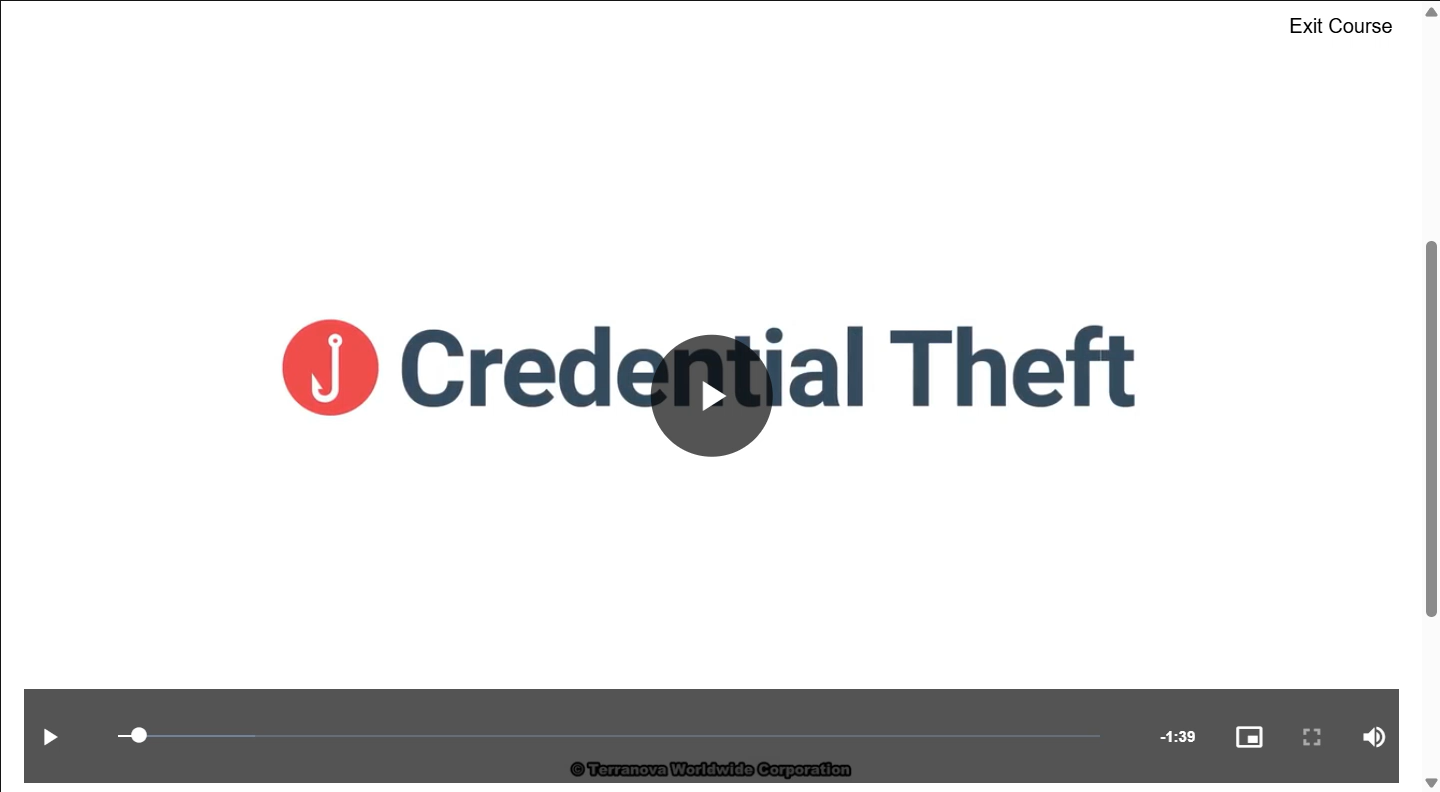 Exit Course
Credential Theft
-1:39
© Terranova Worldwide Corporation